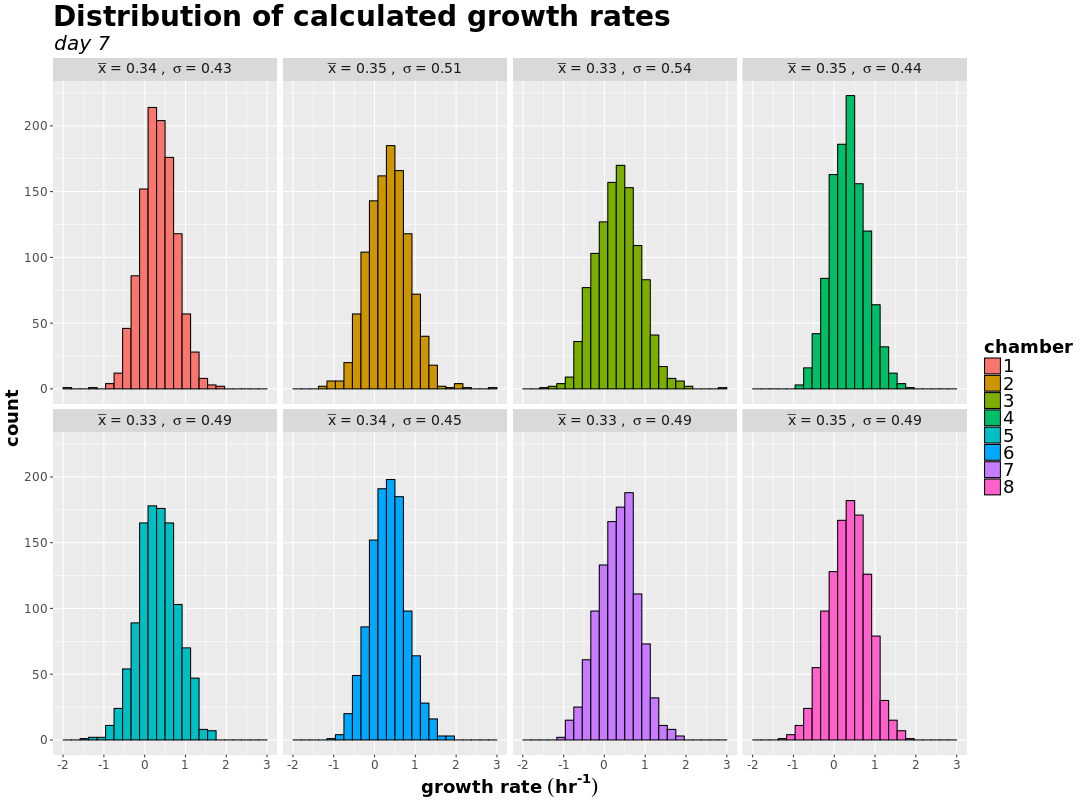 Distribution of calculated growth rates
day 7
x̅ = 0.34 , σ = 0.43
x̅ = 0.35 , σ = 0.51
x̅ = 0.33 , σ = 0.54
x̅ = 0.35 , σ = 0.44
200
150
100
50
0
x̅ = 0.33 , σ = 0.49
x̅ = 0.34 , σ = 0.45
x̅ = 0.33 , σ = 0.49
x̅ = 0.35 , σ = 0.49
200
150
100
50
0
-2 -1 0 1 2 3
-2 -1 0 1 2 3
-2 -1 0 1 2 3
-2 -1 0 1 2 3
growth rate (hr⁻¹)
count
chamber
1
2
3
4
5
6
7
8